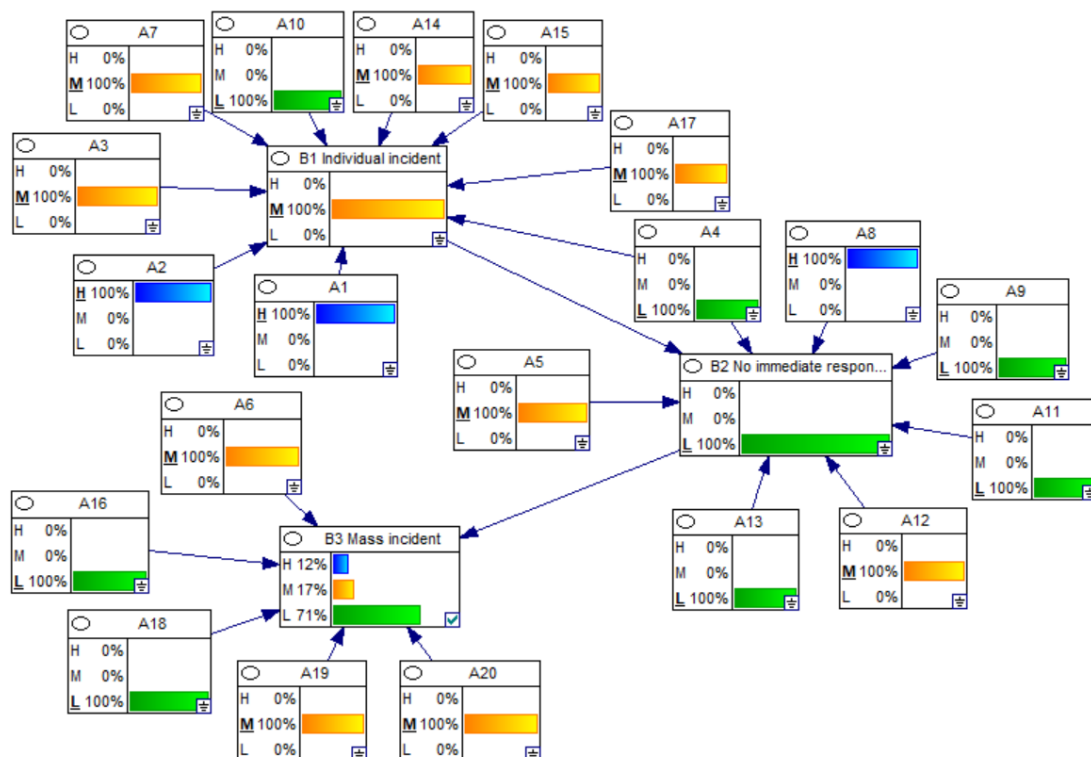 A7
H 0%
M 100%
L 0%
A10
H 0%
M 0%
L 100%
A14
H 0%
M 100%
L 0%
A15
H 0%
M 100%
L 0%
A3
H 0%
M 100%
L 0%
B1 Individual incident
H 0%
M 100%
L 0%
A17
H 0%
M 100%
L 0%
A2
H 100%
M 0%
L 0%
A1
H 100%
M 0%
L 0%
A4
H 0%
M 0%
L 100%
A8
H 100%
M 0%
L 0%
A9
H 0%
M 0%
L 100%
A5
H 0%
M 100%
L 0%
B2 No immediate respon...
H 0%
M 0%
L 100%
A6
H 0%
M 100%
L 0%
A11
H 0%
M 0%
L 100%
A16
H 0%
M 0%
L 100%
B3 Mass incident
H 12%
M 17%
L 71%
A13
H 0%
M 0%
L 100%
A12
H 0%
M 100%
L 0%
A18
H 0%
M 0%
L 100%
A19
H 0%
M 100%
L 0%
A20
H 0%
M 100%
L 0%